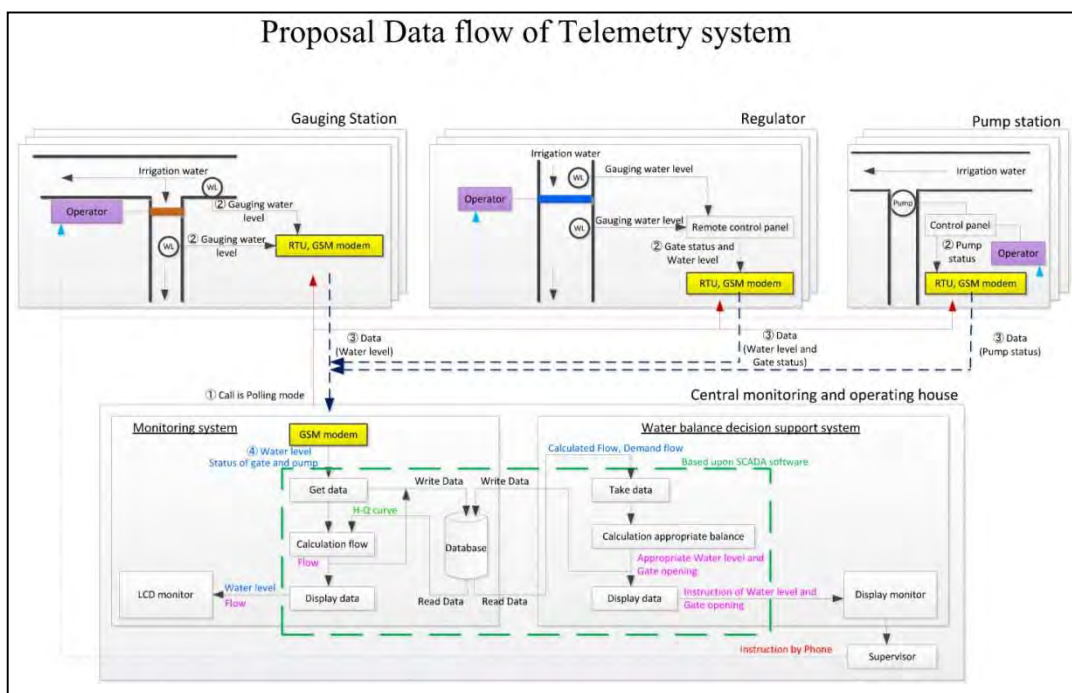 Proposal Data flow of Telemetry system
Gauging Station
WL
Operator
② Gauging water
level
WL
② Gauging water
level
RTU, GSM modem
Regulator
Irrigation water
WL
Gauging water level
Operator
Gauging water level
WL
Remote control panel
② Gate status and
Water level
RTU, GSM modem
Pump station
Irrigation water
Pump
Control panel
② Pump
status
Operator
RTU, GSM modem
Irrigation water
③ Data
(Water level)
③ Data
(Water level and
Gate status)
③ Data
(Pump status)
① Call is Polling mode
Central monitoring and operating house
Monitoring system
GSM modem
④ Water level
Status of gate and pump
Get data
Write Data
H-Q curve
Calculation flow
Flow
Database
Water level
Flow
LCD monitor
Display data
Read Data
Water balance decision support system
Calculated Flow, Demand flow
Based upon SCADA software
Write Data
Take data
Calculation appropriate balance
Appropriate Water level and
Gate opening
Read Data
Display data
Instruction of Water level and
Gate opening
Display monitor
Instruction by Phone
Supervisor